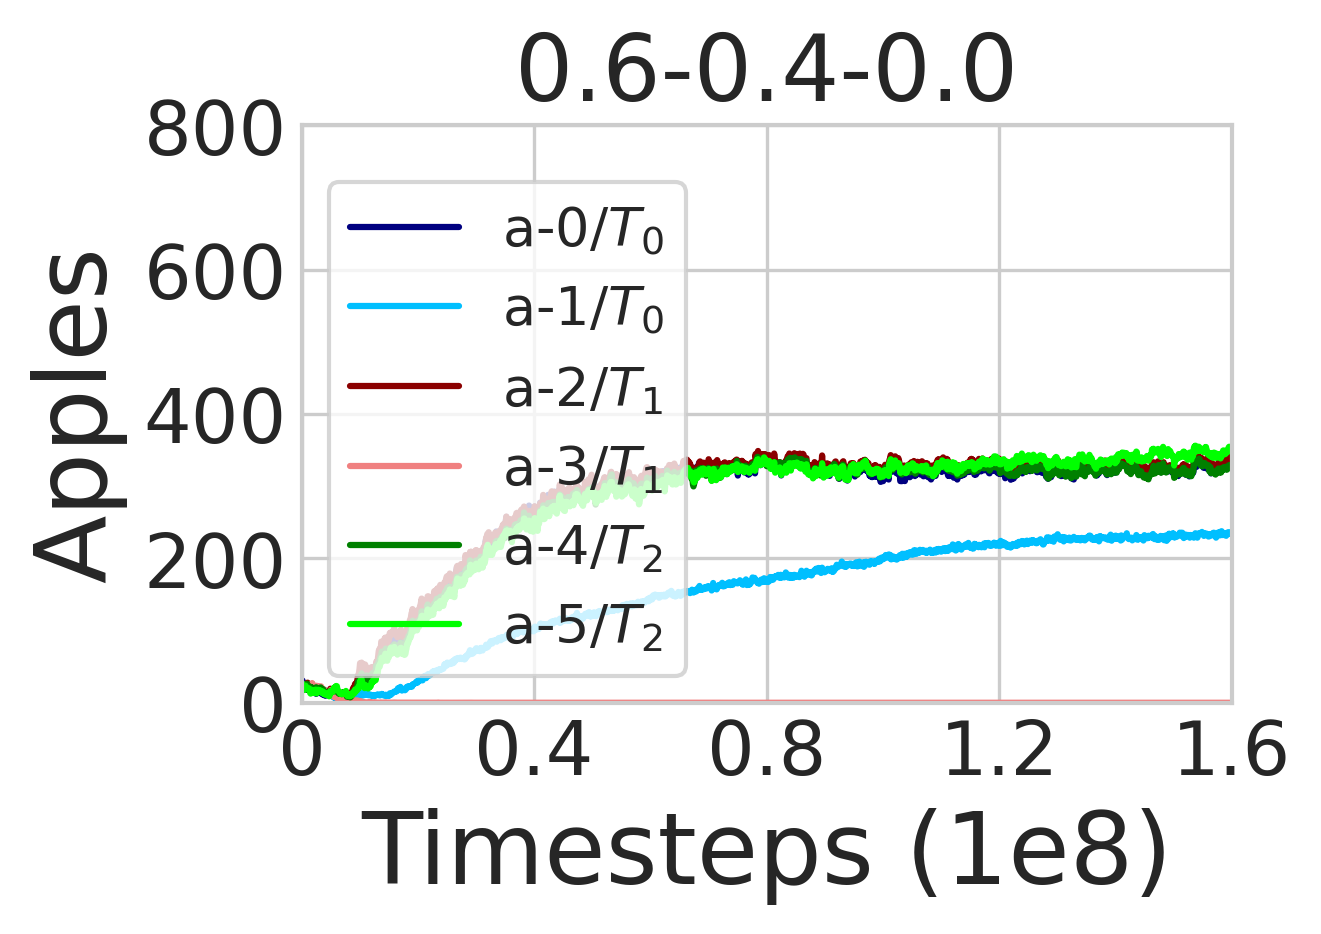 0.6-0.4-0.0
800
600
400
200
0
Apples
a-0/T₀
a-1/T₀
a-2/T₁
a-3/T₁
a-4/T₂
a-5/T₂
0 0.4 0.8 1.2 1.6
Timesteps (1e8)